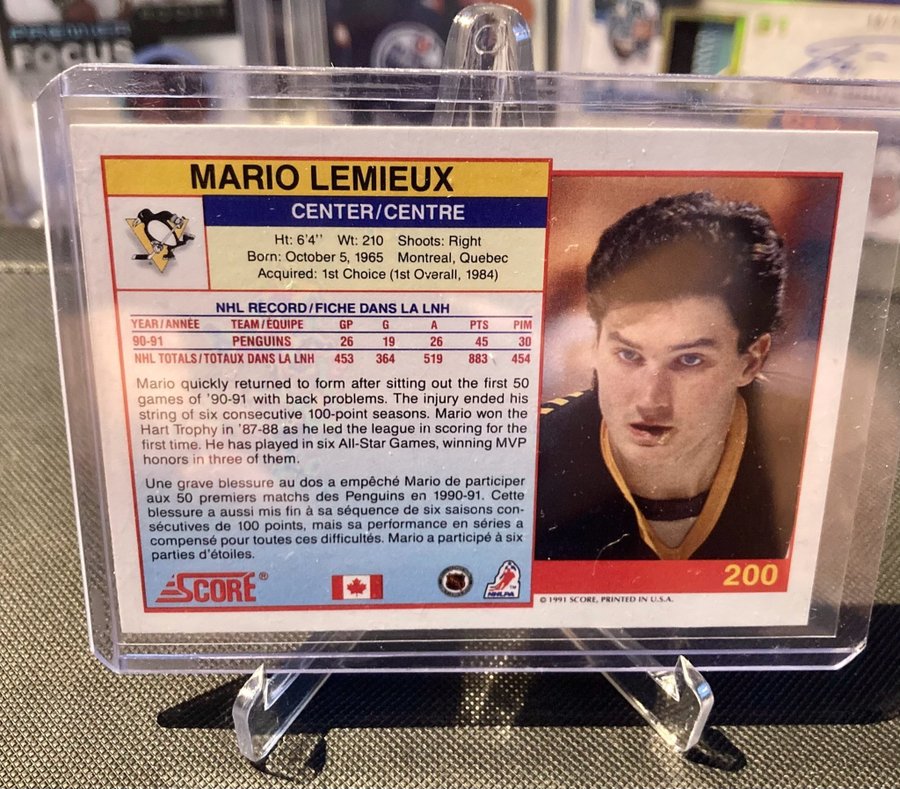 PREMIER
FOCUS
MARIO LEMIEUX
CENTER/CENTRE
Ht: 6'4'' Wt: 210 Shoots: Right
Born: October 5, 1965 Montreal, Quebec
Acquired: 1st Choice (1st Overall, 1984)
NHL RECORD/FICHE DANS LA LNH
YEAR/ANNÉE TEAM/ÉQUIPE GP G A PTS PIM
90-91 PENGUINS 26 19 26 45 30
NHL TOTALS/TOTAUX DANS LA LNH 453 364 519 883 454
Mario quickly returned to form after sitting out the first 50
games of '90-91 with back problems. The injury ended his
string of six consecutive 100-point seasons. Mario won the
Hart Trophy in '87-88 as he led the league in scoring for the
first time. He has played in six All-Star Games, winning MVP
honors in three of them.
Une grave blessure au dos a empêché Mario de participer
aux 50 premiers matchs des Penguins en 1990-91. Cette
blessure a aussi mis fin à sa séquence de six saisons con-
sécutives de 100 points, mais sa performance en séries a
compensé pour toutes ces difficultés. Mario a participé à six
parties d'étoiles.
SCORE®
NHLPA
TM
200
© 1991 SCORE, PRINTED IN U.S.A.